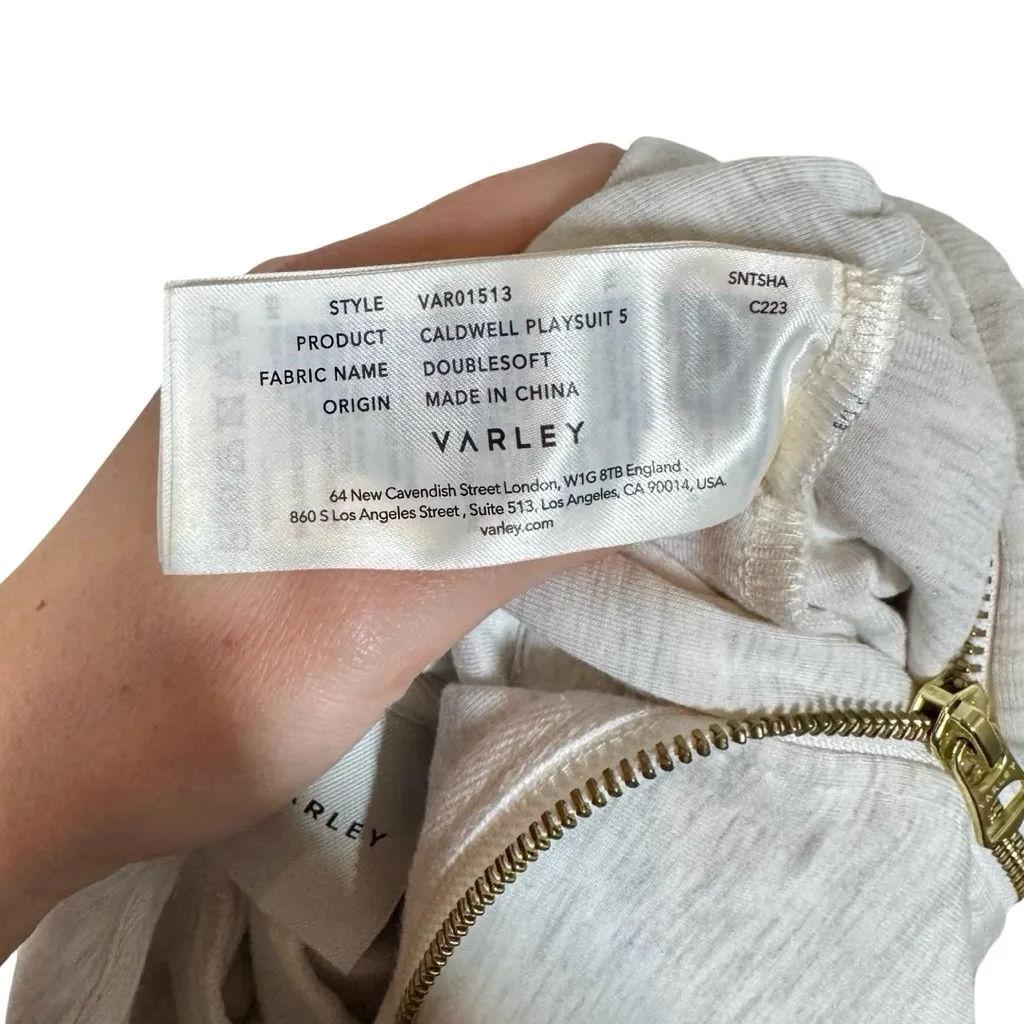 STYLE VAR01513
PRODUCT CALDWELL PLAYSUIT 5
FABRIC NAME DOUBLESOFT
ORIGIN MADE IN CHINA
SNTSHA
C223
VARLEY
64 New Cavendish Street London, W1G 8TB England .
860 S Los Angeles Street , Suite 513, Los Angeles, CA 90014, USA.
varley.com
ARLEY